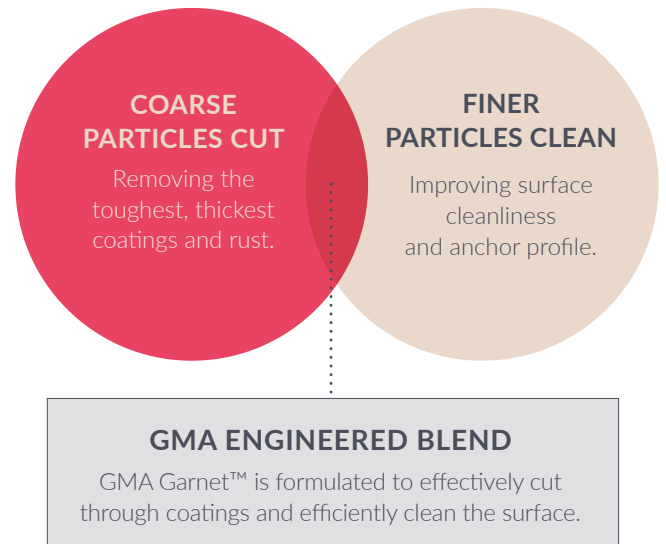 COARSE
PARTICLES CUT
Removing the
toughest, thickest
coatings and rust.
FINER
PARTICLES CLEAN
Improving surface
cleanliness
and anchor profile.
GMA ENGINEERED BLEND
GMA Garnet™ is formulated to effectively cut
through coatings and efficiently clean the surface.